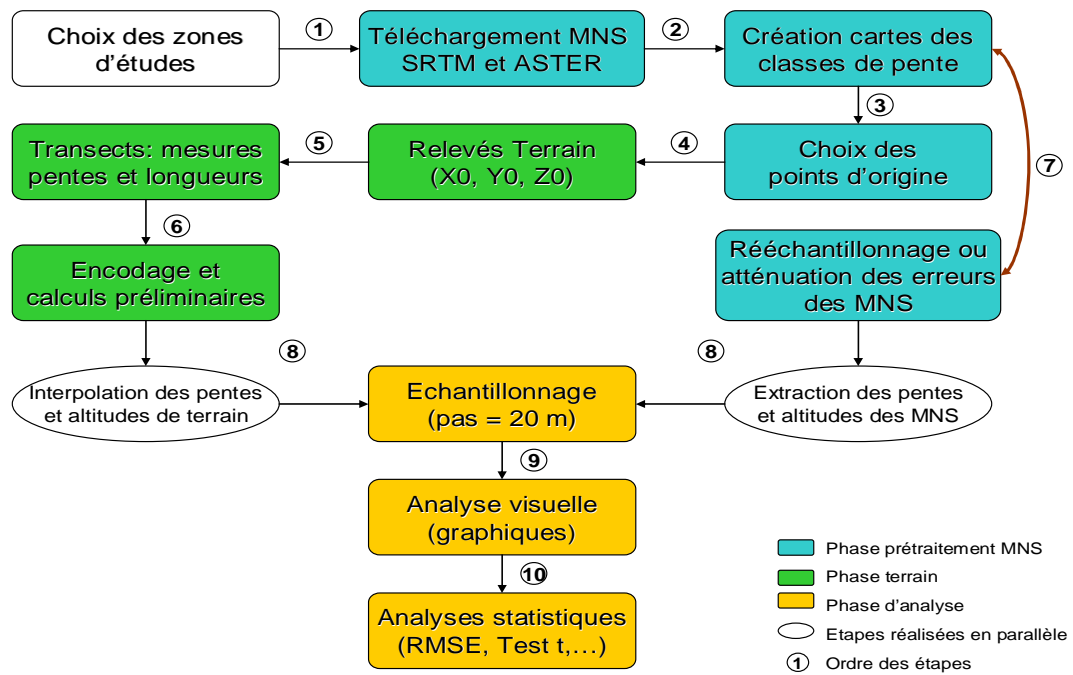 Choix des zones
d'études
①
Téléchargement MNS
SRTM et ASTER
②
Création cartes des
classes de pente
③
Transects: mesures
pentes et longueurs
⑤
Relevés Terrain
(X0, Y0, Z0)
④
Choix des
points d'origine
⑦
⑥
Encodage et
calculs préliminaires
Rééchantillonnage ou
atténuation des erreurs
des MNS
⑧
⑧
Interpolation des pentes
et altitudes de terrain
Echantillonnage
(pas = 20 m)
Extraction des pentes
et altitudes des MNS
⑨
Analyse visuelle
(graphiques)
⑩
Analyses statistiques
(RMSE, Test t,…)
Phase prétraitement MNS
Phase terrain
Phase d'analyse
Etapes réalisées en parallèle
① Ordre des étapes